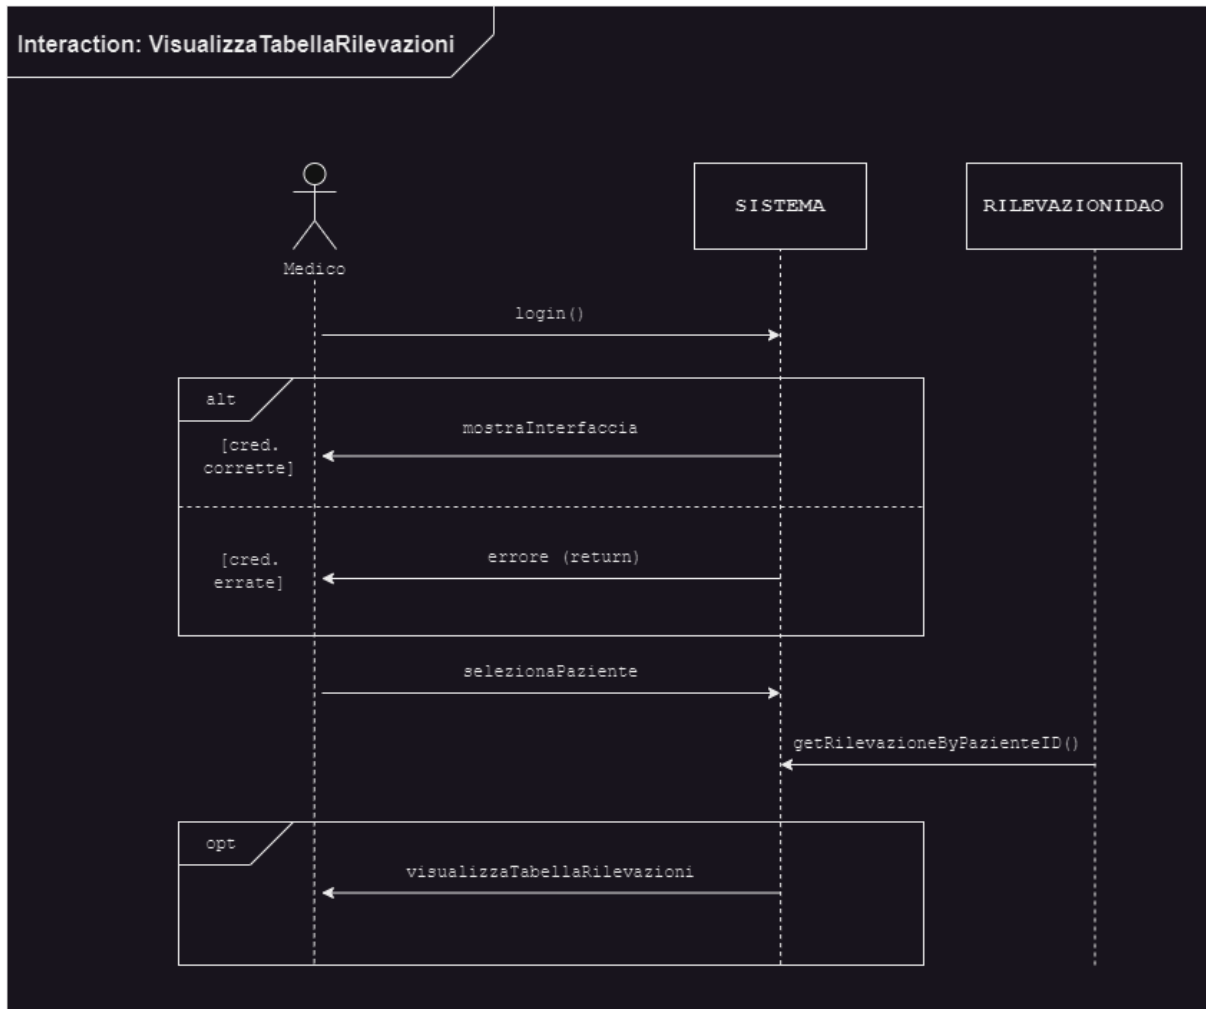 Interaction: VisualizzaTabellaRilevazioni
SISTEMA
RILEVAZIONIDAO
Medico
login()
alt
mostraInterfaccia
[cred.
corrette]
errore (return)
[cred.
errate]
selezionaPaziente
getRilevazioneByPazienteID()
opt
visualizzaTabellaRilevazioni